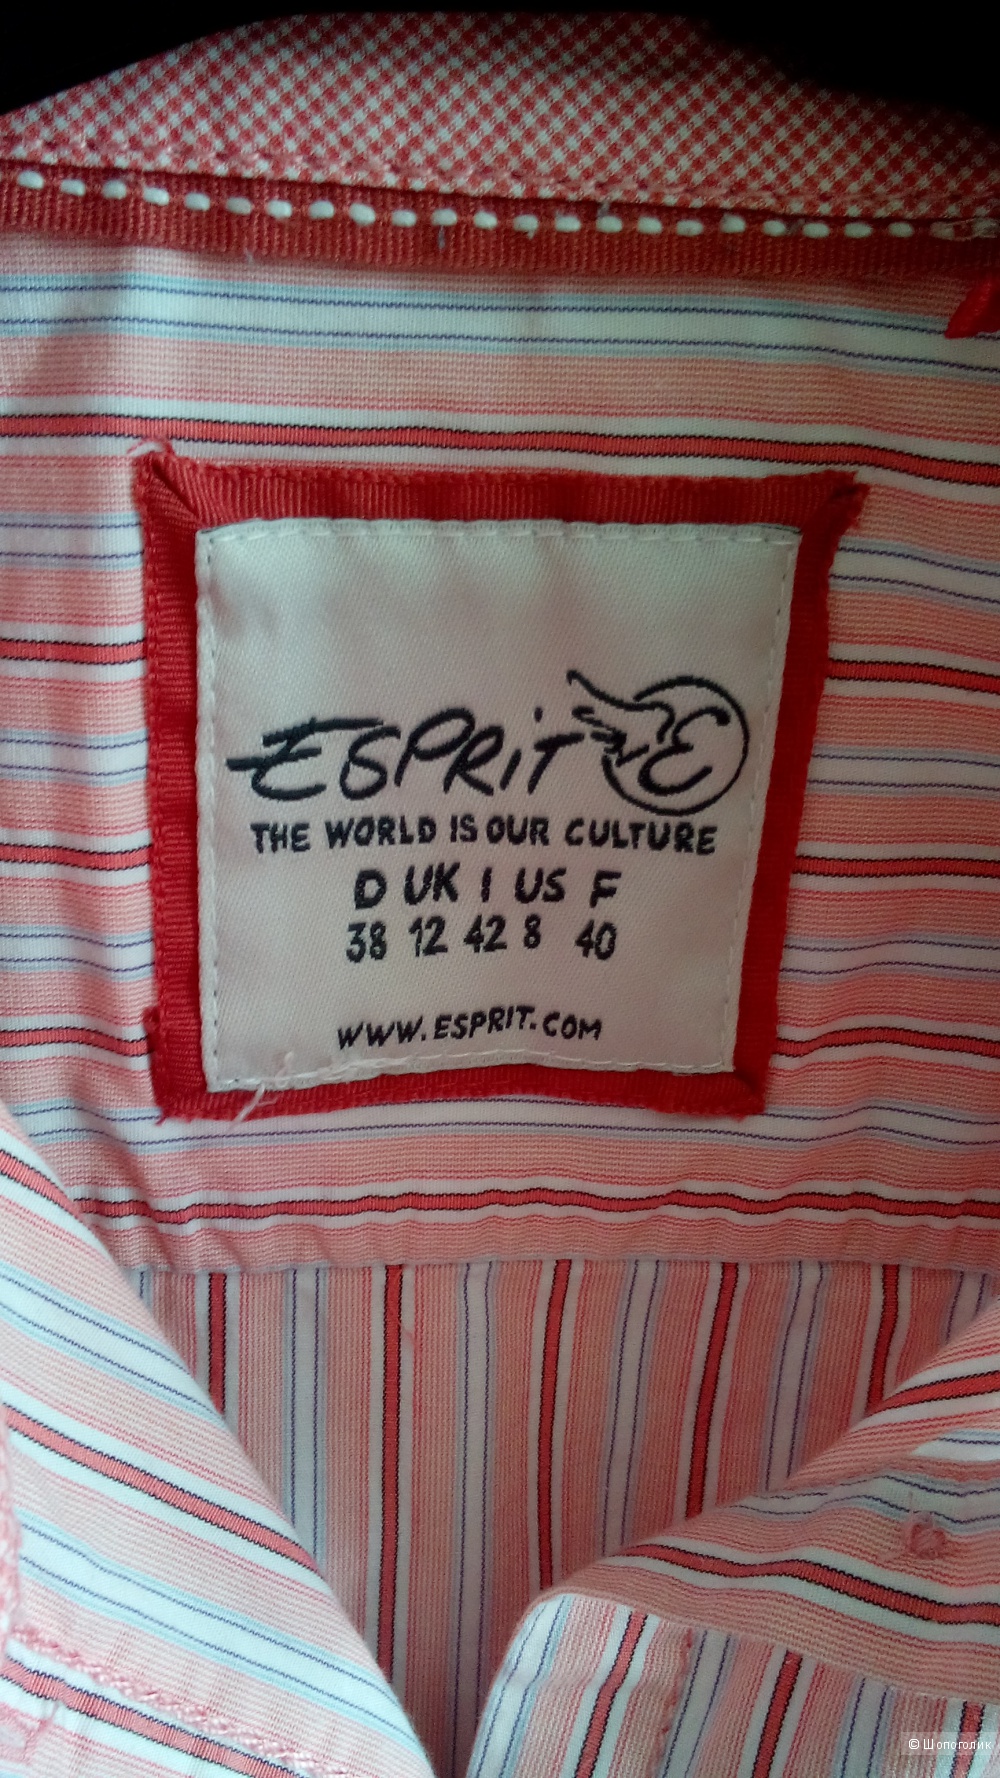 ESPRIT E
THE WORLD IS OUR CULTURE
D UK I US F
38 12 42 8 40
WWW.ESPRIT.COM
© Шопоголик